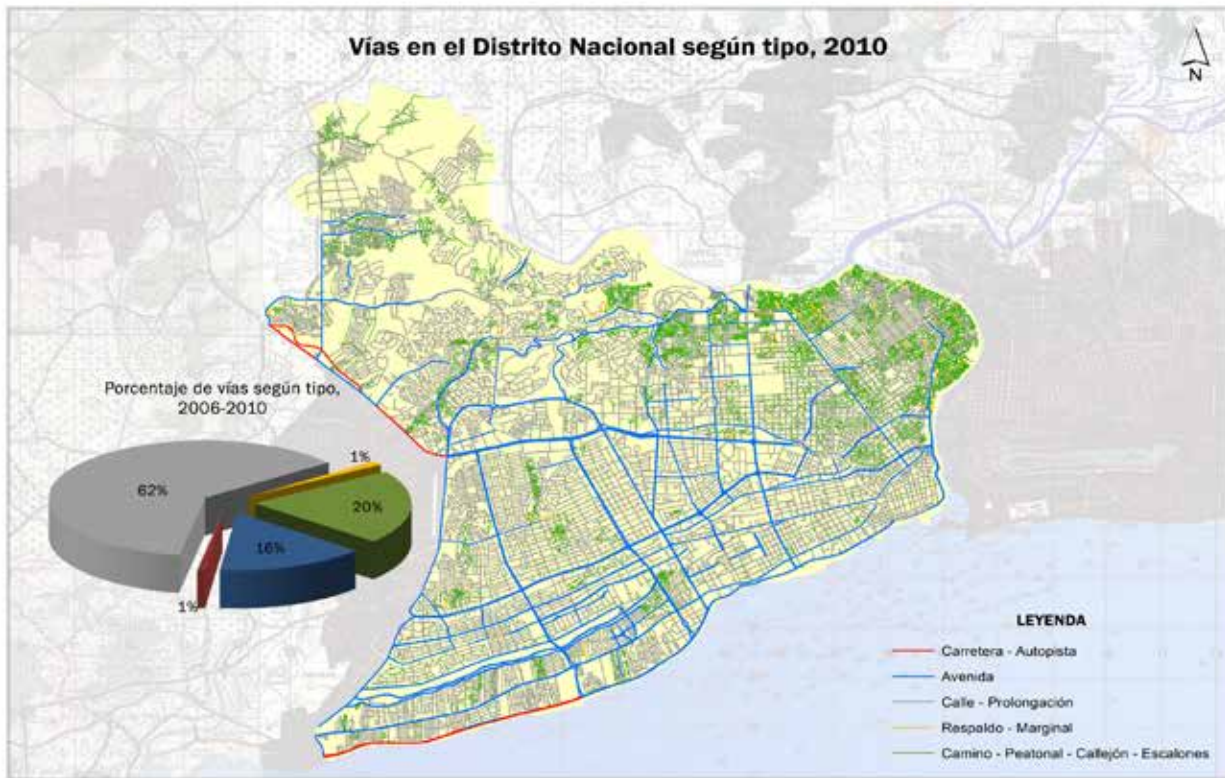 Vías en el Distrito Nacional según tipo, 2010
N
Porcentaje de vías según tipo,
2006-2010
62%
1%
20%
16%
1%
LEYENDA
Carretera - Autopista
Avenida
Calle - Prolongación
Respaldo - Marginal
Camino - Peatonal - Callejón - Escalones